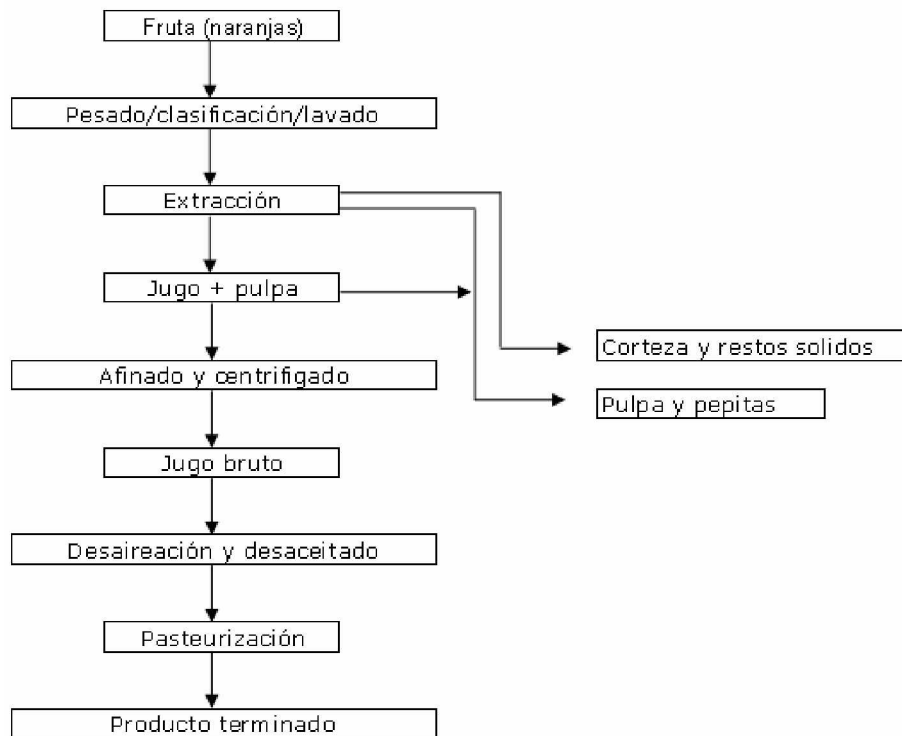 Fruta (naranjas)
Pesado/clasificación/lavado
Extracción
Jugo + pulpa
Corteza y restos solidos
Afinado y centrifigado
Pulpa y pepitas
Jugo bruto
Desaireación y desaceitado
Pasteurización
Producto terminado